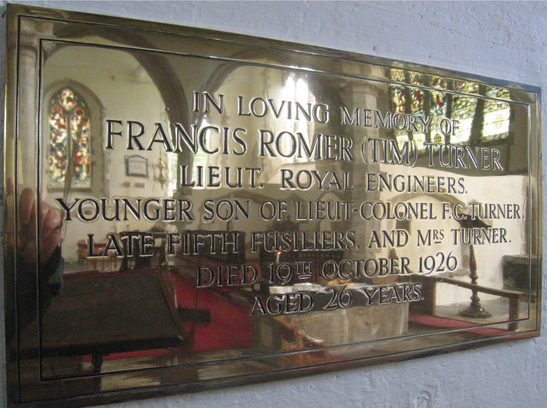 IN LOVING MEMORY OF
FRANCIS ROMER (TIM) TURNER
LIEUT. ROYAL ENGINEERS.
YOUNGER SON OF LIEUT-COLONEL F.C. TURNER,
LATE FIFTH FUSILIERS. AND MRS TURNER.
DIED 19TH OCTOBER 1926
AGED 26 YEARS.